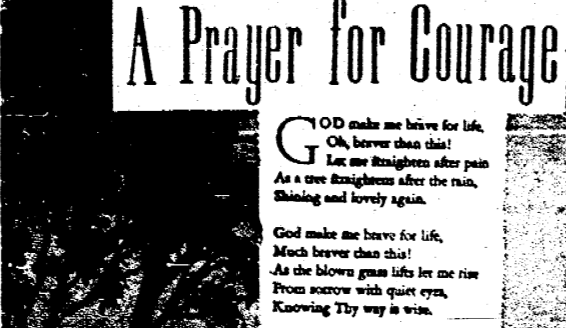 A Prayer for Courage
GOD make me brave for life,
Oh, braver than this!
Let me straighten after pain
As a tree straightens after the rain,
Shining and lovely again.
God make me brave for life,
Much braver than this!
As the blown grass lifts let me rise
From sorrow with quiet eyes,
Knowing Thy way is wise.